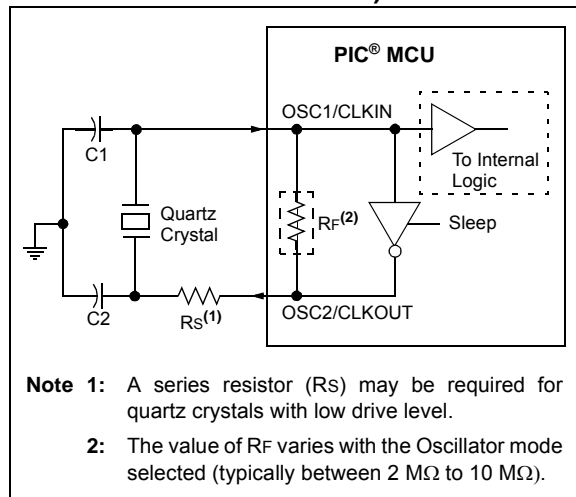 PIC® MCU
OSC1/CLKIN
C1
To Internal
Logic
Quartz
Crystal
RF(2)
Sleep
C2
RS(1)
OSC2/CLKOUT
Note 1: A series resistor (RS) may be required for
quartz crystals with low drive level.
2: The value of RF varies with the Oscillator mode
selected (typically between 2 MΩ to 10 MΩ).